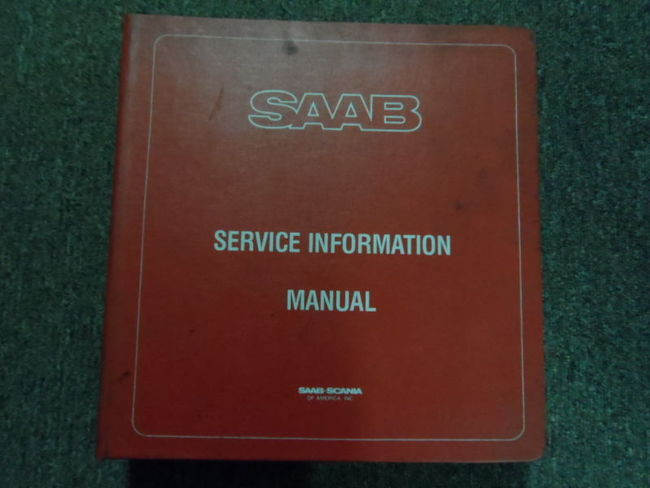 SAAB
SERVICE INFORMATION
MANUAL
SAAB-SCANIA
OF AMERICA, INC.